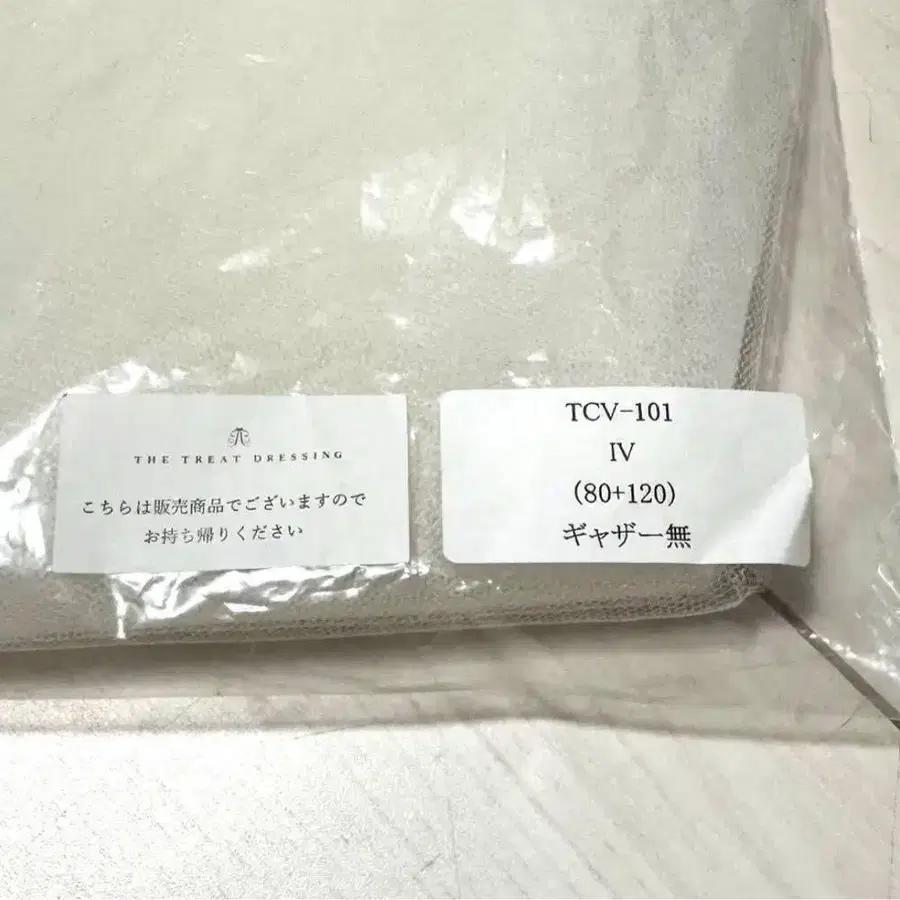 THE TREAT DRESSING
こちらは販売商品でございますので
お持ち帰りください
TCV-101
IV
(80+120)
ギャザー無